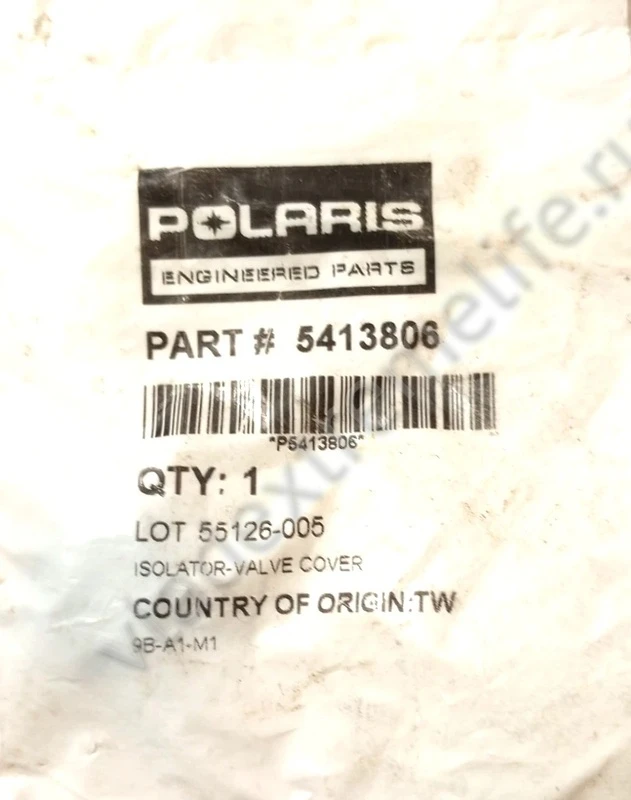 POLARIS
ENGINEERED PARTS
PART # 5413806
*P5413806*
QTY: 1
LOT 55126-005
ISOLATOR-VALVE COVER
COUNTRY OF ORIGIN:TW
9B-A1-M1